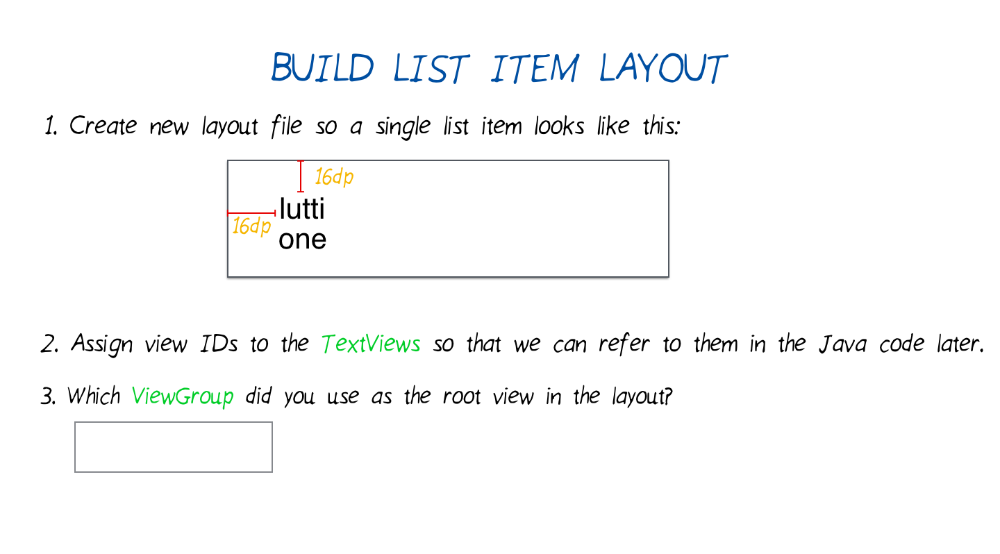 BUILD LIST ITEM LAYOUT
1. Create new layout file so a single list item looks like this:
16dp
lutti
16dp
one
2. Assign view IDs to the TextViews so that we can refer to them in the Java code later.
3. Which ViewGroup did you use as the root view in the layout?